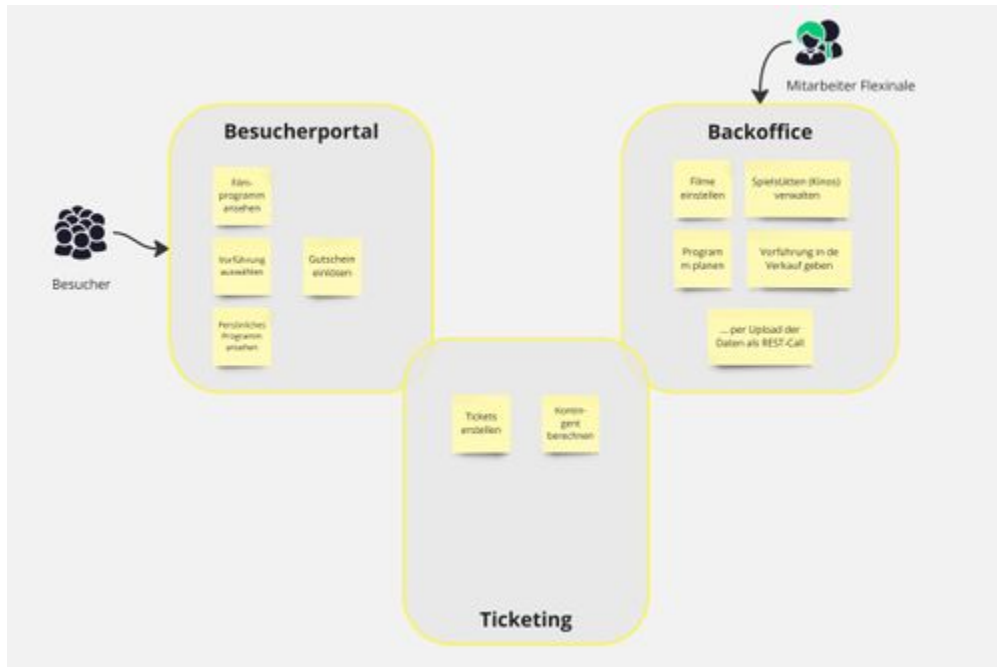 Mitarbeiter Flexinale
Besucherportal
Backoffice
Film-
programm
ansehen
Filme
einstellen
Spielstätten (Kinos)
verwalten
Vorführung
auswählen
Gutschein
einlösen
Program
m planen
Vorführung in de
Verkauf geben
Besucher
Persönliches
Programm
ansehen
... per Upload der
Daten als REST-Call
Tickets
erstellen
Kontin-
gent
berechnen
Ticketing